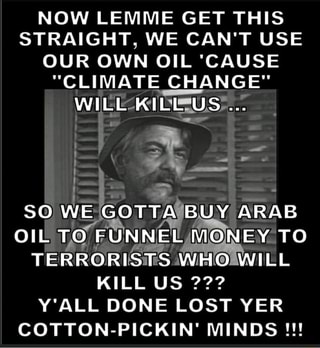 NOW LEMME GET THIS
STRAIGHT, WE CAN'T USE
OUR OWN OIL 'CAUSE
"CLIMATE CHANGE"
WILL KILL US ...
SO WE GOTTA BUY ARAB
OIL TO FUNNEL MONEY TO
TERRORISTS WHO WILL
KILL US ???
Y'ALL DONE LOST YER
COTTON-PICKIN' MINDS !!!